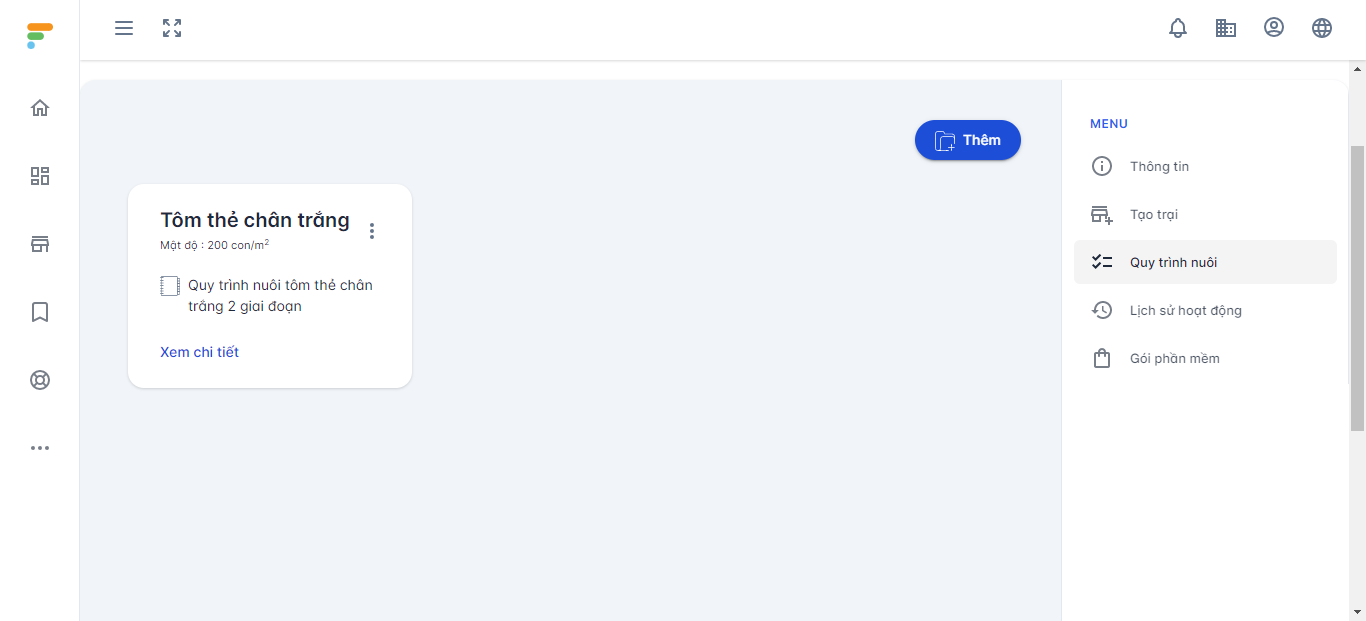 Thêm
Tôm thẻ chân trắng
Mật độ : 200 con/m²
Quy trình nuôi tôm thẻ chân
trắng 2 giai đoạn
Xem chi tiết
MENU
Thông tin
Tạo trại
Quy trình nuôi
Lịch sử hoạt động
Gói phần mềm